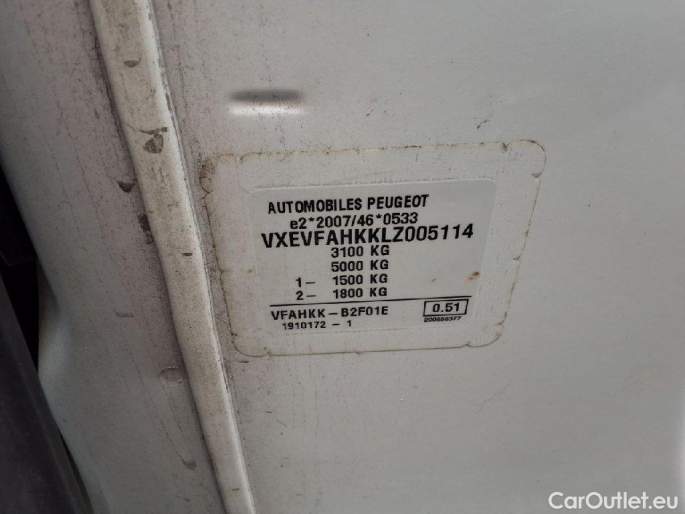 AUTOMOBILES PEUGEOT
e2*2007/46*0533
VXEVFAHKKLZ005114
3100 KG
5000 KG
1- 1500 KG
2- 1800 KG
VFAHKK-B2F01E 0.51
1910172 - 1
CarOutlet.eu